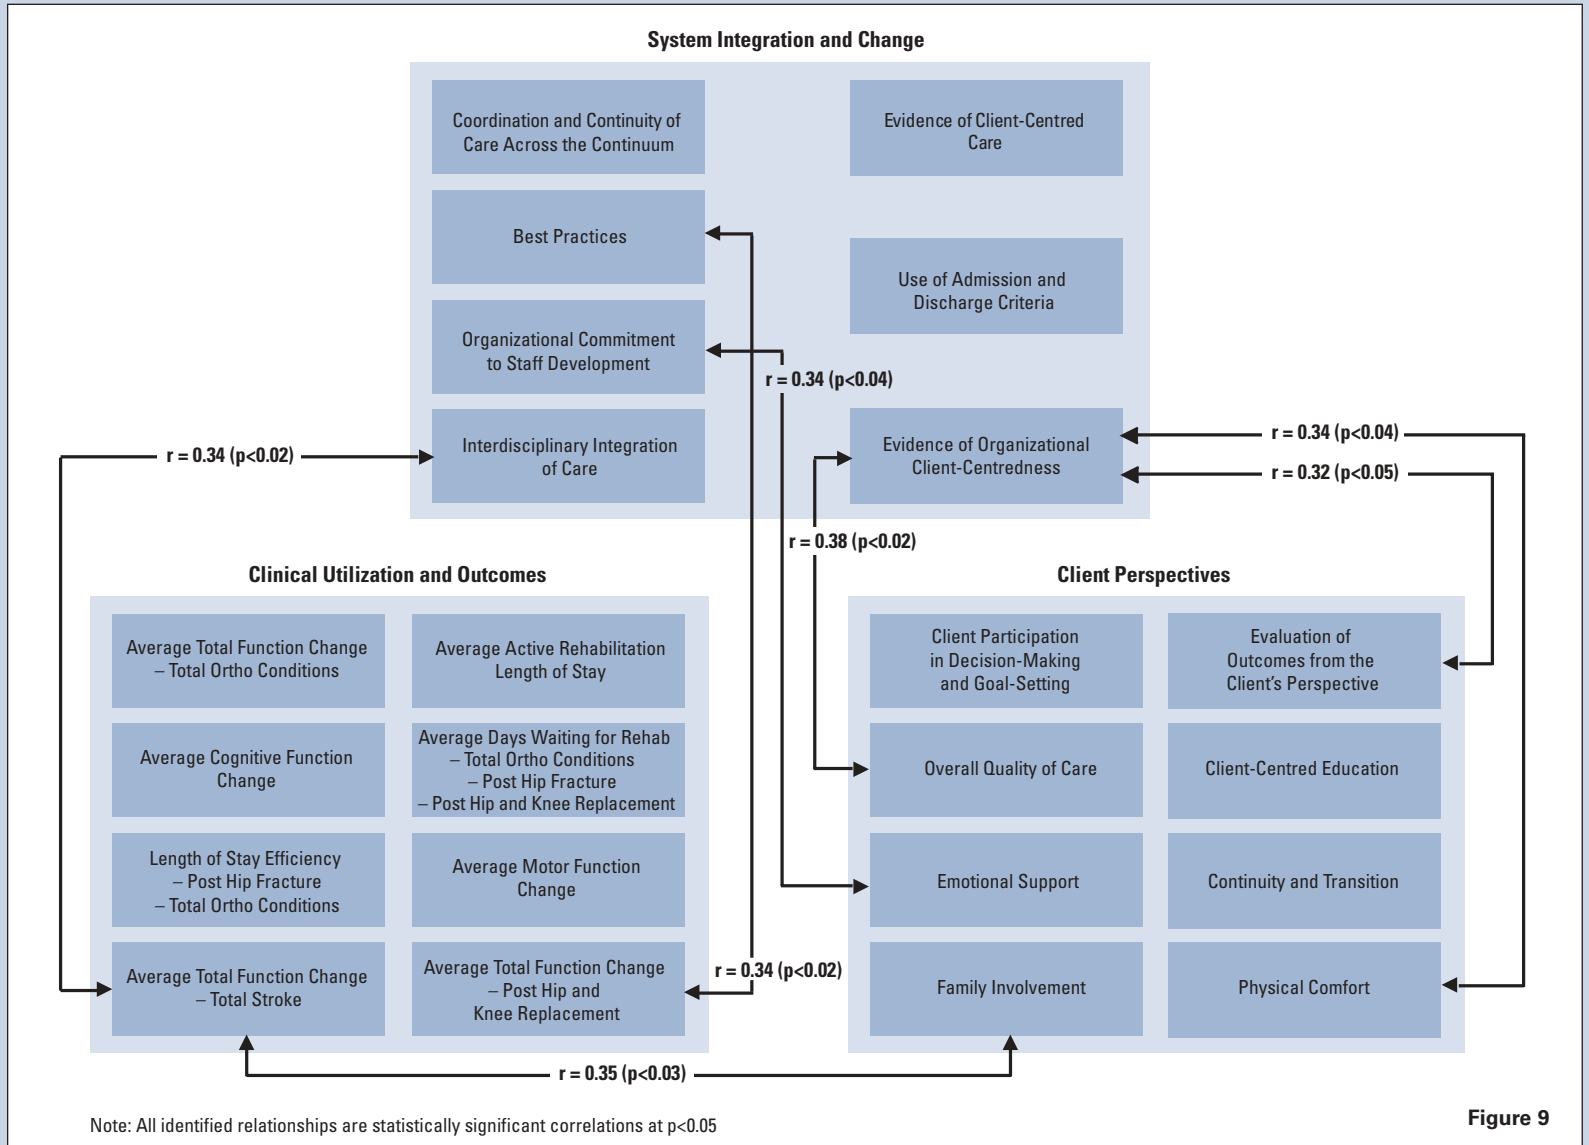 System Integration and Change
Coordination and Continuity of
Care Across the Continuum
Evidence of Client-Centred
Care
Best Practices
Use of Admission and
Discharge Criteria
Organizational Commitment
to Staff Development
r = 0.34 (p<0.04)
Interdisciplinary Integration
of Care
Evidence of Organizational
Client-Centredness
r = 0.34 (p<0.02)
r = 0.34 (p<0.04)
r = 0.32 (p<0.05)
r = 0.38 (p<0.02)
Clinical Utilization and Outcomes
Average Total Function Change
– Total Ortho Conditions
Average Active Rehabilitation
Length of Stay
Average Cognitive Function
Change
Average Days Waiting for Rehab
– Total Ortho Conditions
– Post Hip Fracture
– Post Hip and Knee Replacement
Length of Stay Efficiency
– Post Hip Fracture
– Total Ortho Conditions
Average Motor Function
Change
Average Total Function Change
– Total Stroke
Average Total Function Change
– Post Hip and
Knee Replacement
r = 0.34 (p<0.02)
Client Perspectives
Client Participation
in Decision-Making
and Goal-Setting
Evaluation of
Outcomes from the
Client's Perspective
Overall Quality of Care
Client-Centred Education
Emotional Support
Continuity and Transition
Family Involvement
Physical Comfort
r = 0.35 (p<0.03)
Note: All identified relationships are statistically significant correlations at p<0.05
Figure 9